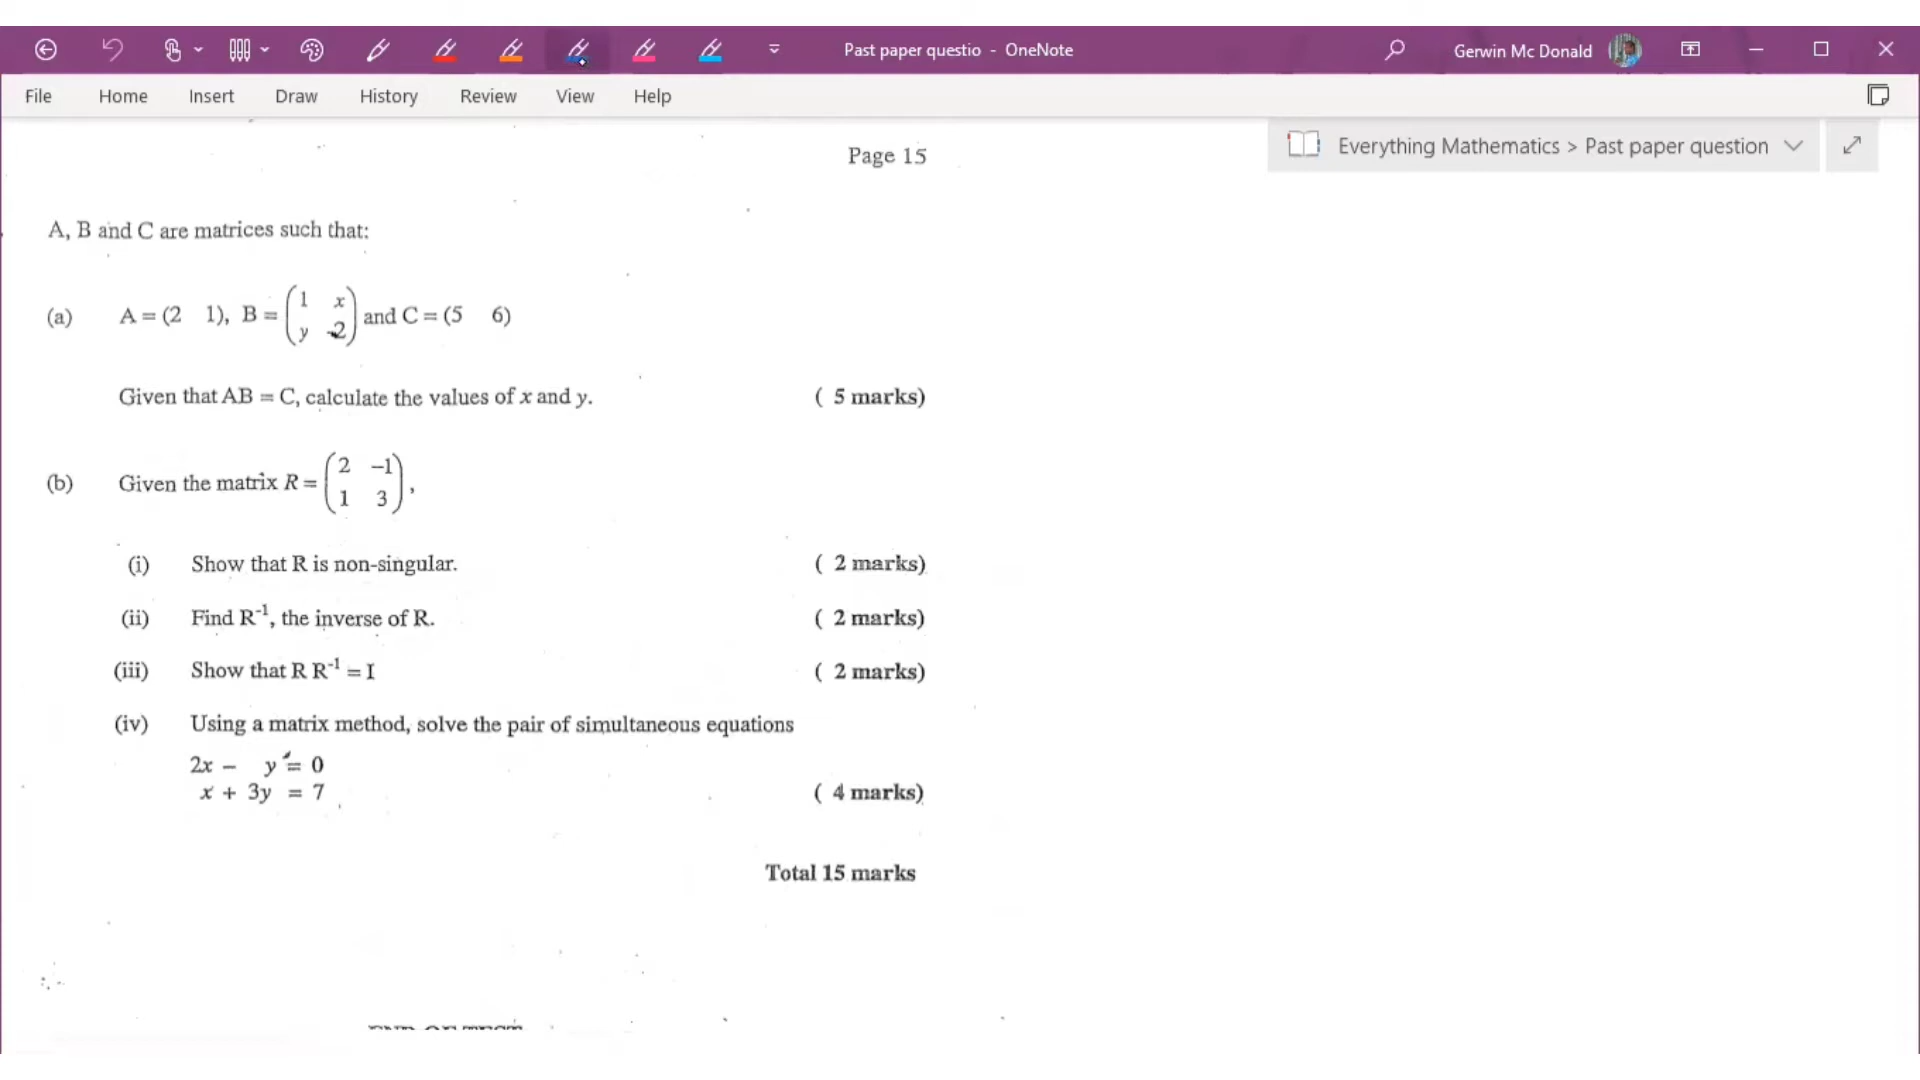 Past paper questio - OneNote
Gerwin Mc Donald
File Home Insert Draw History Review View Help
Everything Mathematics > Past paper question
Page 15
A, B and C are matrices such that:
(a) A = (2 1), B = (1 x
y -2) and C = (5 6)
Given that AB = C, calculate the values of x and y. ( 5 marks)
(b) Given the matrix R = (2 –1
1 3),
(i) Show that R is non-singular. ( 2 marks)
(ii) Find R⁻¹, the inverse of R. ( 2 marks)
(iii) Show that R R⁻¹ = I ( 2 marks)
(iv) Using a matrix method, solve the pair of simultaneous equations
2x – y = 0
x + 3y = 7 ( 4 marks)
Total 15 marks